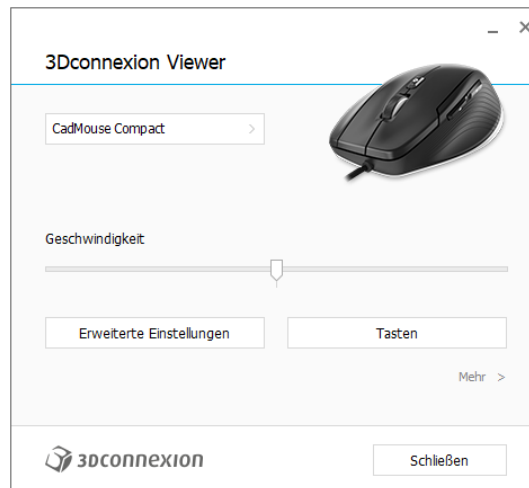 3Dconnexion Viewer
CadMouse Compact
Geschwindigkeit
Erweiterte Einstellungen
Tasten
Mehr >
3Dconnexion
Schließen